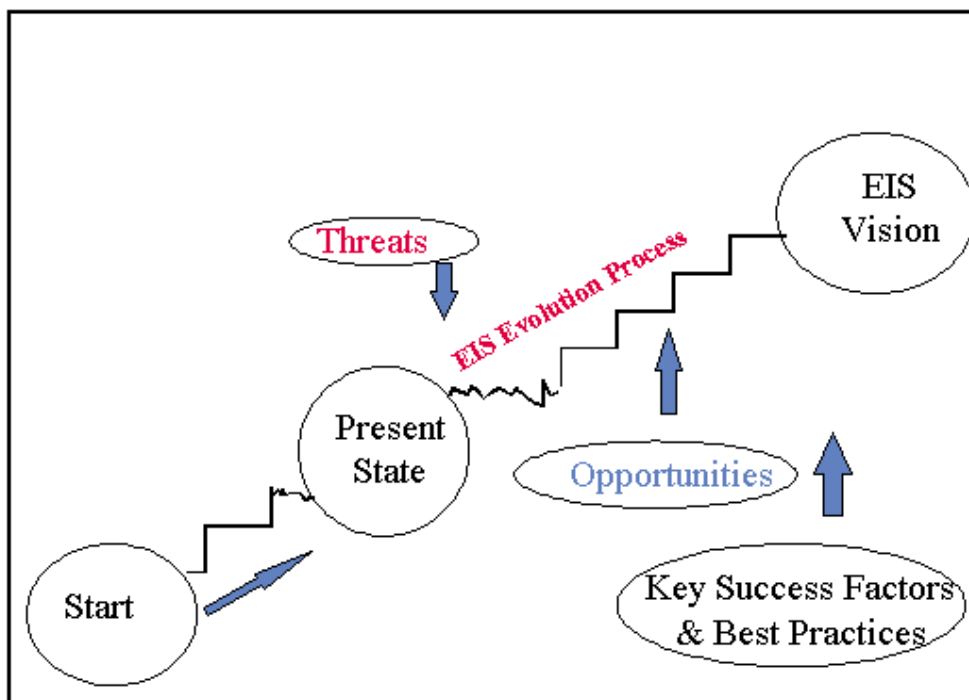 EIS
Vision
Threats
EIS Evolution Process
Present
State
Opportunities
Start
Key Success Factors
& Best Practices